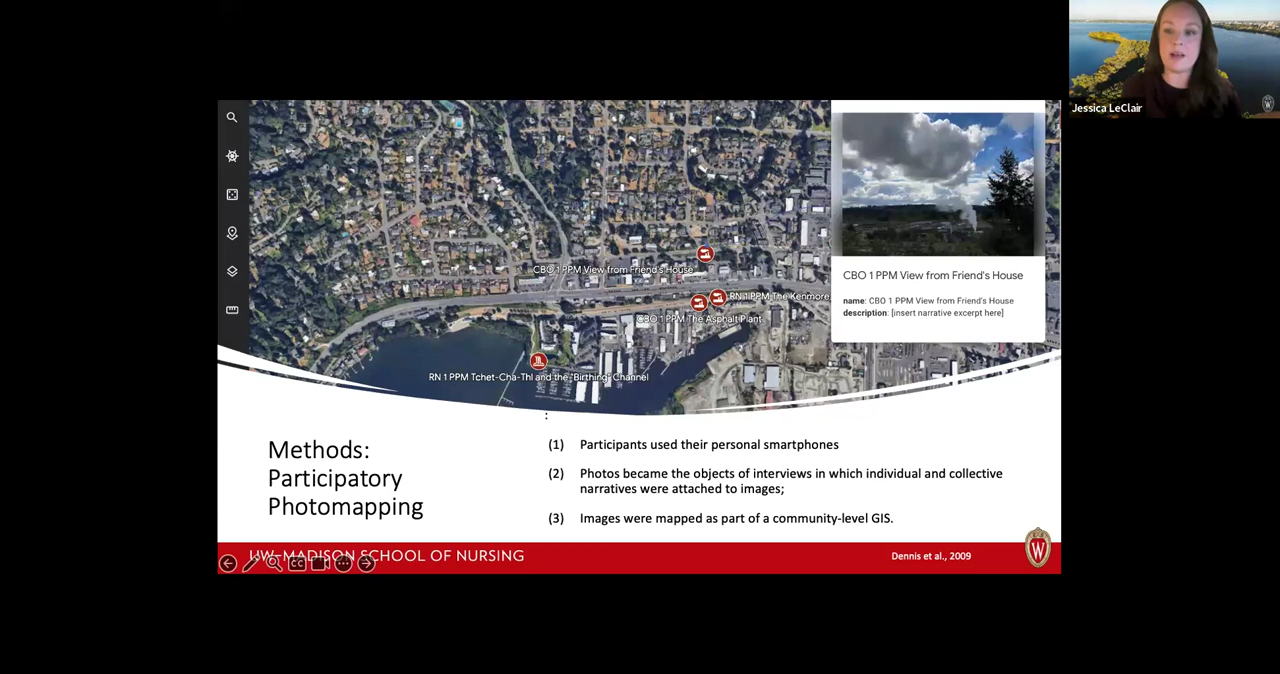 Jessica LeClair
CBO 1 PPM View from Friend's House
RN 1 PPM The Kenmore
CBO 1 PPM The Asphalt Plant
RN 1 PPM Tchet-Cha-Thl and the "Birthing" Channel
CBO 1 PPM View from Friend's House
name: CBO 1 PPM View from Friend's House
description: [insert narrative excerpt here]
Methods:
Participatory
Photomapping
:
(1) Participants used their personal smartphones
(2) Photos became the objects of interviews in which individual and collective
narratives were attached to images;
(3) Images were mapped as part of a community-level GIS.
UW–MADISON SCHOOL OF NURSING
CC
Dennis et al., 2009
W